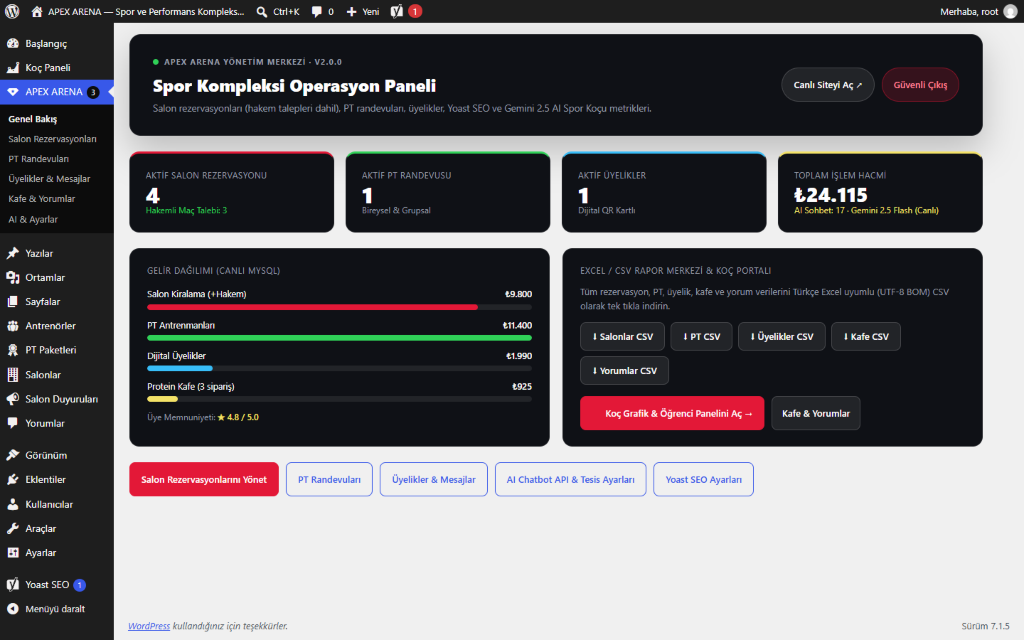 APEX ARENA — Spor ve Performans Kompleks...
Ctrl+K
0
Yeni
1
Merhaba, root
Başlangıç
Koç Paneli
APEX ARENA 3
Genel Bakış
Salon Rezervasyonları
PT Randevuları
Üyelikler & Mesajlar
Kafe & Yorumlar
AI & Ayarlar
Yazılar
Ortamlar
Sayfalar
Antrenörler
PT Paketleri
Salonlar
Salon Duyuruları
Yorumlar
Görünüm
Eklentiler
Kullanıcılar
Araçlar
Ayarlar
Yoast SEO 1
Menüyü daralt
APEX ARENA YÖNETİM MERKEZİ · V2.0.0
Spor Kompleksi Operasyon Paneli
Salon rezervasyonları (hakem talepleri dahil), PT randevuları, üyelikler, Yoast SEO ve Gemini 2.5 AI Spor Koçu metrikleri.
Canlı Siteyi Aç ↗
Güvenli Çıkış
AKTİF SALON REZERVASYONU
4
Hakemli Maç Talebi: 3
AKTİF PT RANDEVUSU
1
Bireysel & Grupsal
AKTİF ÜYELİKLER
1
Dijital QR Kartlı
TOPLAM İŞLEM HACMİ
₺24.115
AI Sohbet: 17 · Gemini 2.5 Flash (Canlı)
GELİR DAĞILIMI (CANLI MYSQL)
Salon Kiralama (+Hakem) ₺9.800
PT Antrenmanları ₺11.400
Dijital Üyelikler ₺1.990
Protein Kafe (3 sipariş) ₺925
Üye Memnuniyeti: ★ 4.8 / 5.0
EXCEL / CSV RAPOR MERKEZİ & KOÇ PORTALI
Tüm rezervasyon, PT, üyelik, kafe ve yorum verilerini Türkçe Excel uyumlu (UTF-8 BOM) CSV
olarak tek tıkla indirin.
⬇ Salonlar CSV
⬇ PT CSV
⬇ Üyelikler CSV
⬇ Kafe CSV
⬇ Yorumlar CSV
Koç Grafik & Öğrenci Panelini Aç →
Kafe & Yorumlar
Salon Rezervasyonlarını Yönet
PT Randevuları
Üyelikler & Mesajlar
AI Chatbot API & Tesis Ayarları
Yoast SEO Ayarları
WordPress kullandığınız için teşekkürler.
Sürüm 7.1.5